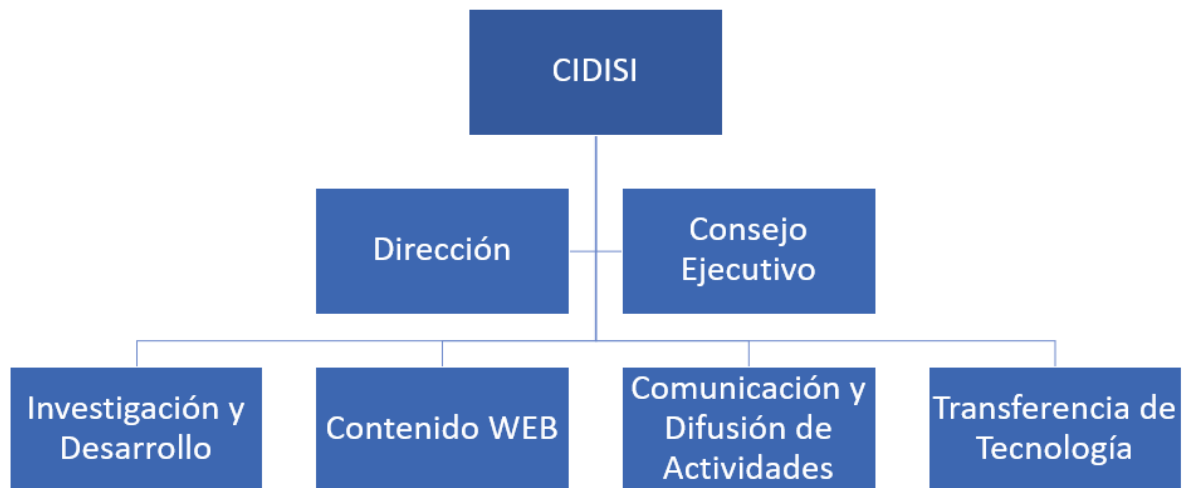 CIDISI
Dirección
Consejo
Ejecutivo
Investigación y
Desarrollo
Contenido WEB
Comunicación y
Difusión de
Actividades
Transferencia de
Tecnología